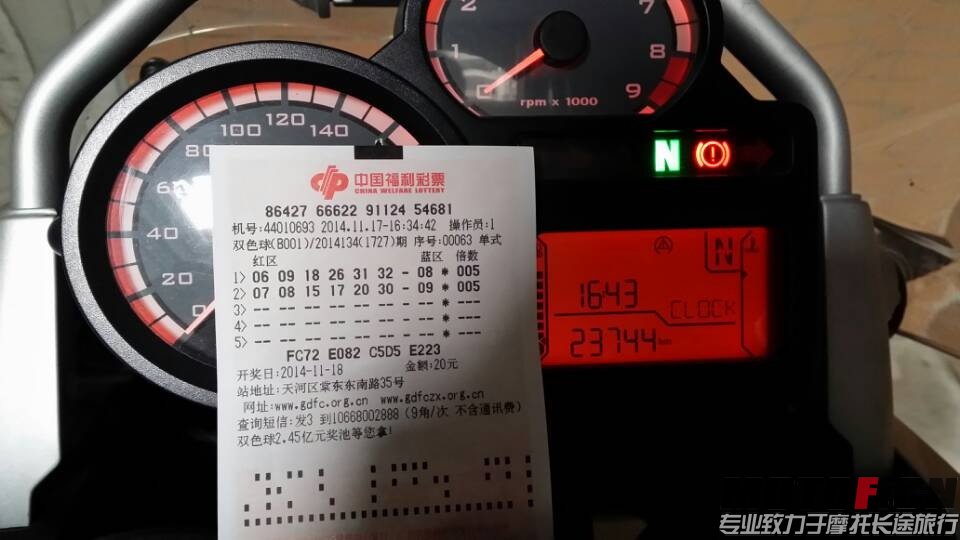 2
7
1
8
0
9
rpm x 1000
80
100
120
140
60
40
20
0
N
中国福利彩票
CHINA WELFARE LOTTERY
86427 66622 91124 54681
机号:44010693 2014.11.17-16:34:42 操作员:1
双色球(B001)/2014134(1727)期 序号:00063 单式
红区 蓝区 倍数
1> 06 09 18 26 31 32 - 08 * 005
2> 07 08 15 17 20 30 - 09 * 005
3> -- -- -- -- -- -- - -- * ---
4> -- -- -- -- -- -- - -- * ---
5> -- -- -- -- -- -- - -- * ---
FC72 E082 C5D5 E223
开奖日:2014-11-18 金额:20元
站地址:天河区棠东东南路35号
网址:www.gdfc.org.cn www.gdfczx.org.cn
查询短信:发3 到10668002888 (9角/次 不含通讯费)
双色球2.45亿元奖池等您拿!
N
16:43
CLOCK
23744 km
专业致力于摩托长途旅行